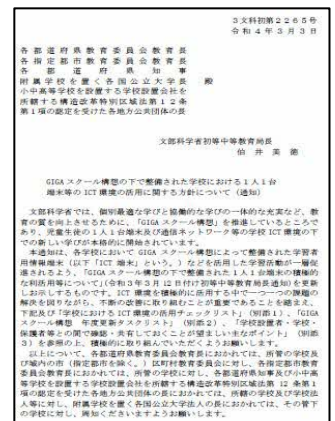 3文科初第2265号
令和4年3月3日
各都道府県教育委員会教育長
各指定都市教育委員会教育長
各都道府県知事
附属学校を置く各国公立大学長 殿
小中高等学校を設置する学校設置会社を
所轄する構造改革特別区域法第12条
第1項の認定を受けた各地方公共団体の長
文部科学省初等中等教育局長
伯井美徳
GIGAスクール構想の下で整備された学校における1人1台
端末等のICT環境の活用に関する方針について(通知)
文部科学省では、個別最適な学びと協働的な学びの一体的な充実など、教
育の質を向上させるために、「GIGAスクール構想」を推進しているところで
あり、児童生徒の1人1台端末及び通信ネットワーク等の学校ICT環境の下
での新しい学びが本格的に開始されています。
本通知は、各学校においてGIGAスクール構想によって整備された学習者
用情報端末(以下「ICT端末」という。)などを活用した学習活動が一層促
進されるよう、「GIGAスクール構想の下で整備された1人1台端末の積極的
な利活用等について」(令和3年3月12日付け初等中等教育局長通知)を更新
しお示しするものです。ICT環境を積極的に活用する中で一つ一つの課題の
解決を図りながら、不断の改善に取り組むことが重要であることを踏まえ、
下記及び「学校におけるICT環境の活用チェックリスト」(別添1)、「GIGA
スクール構想 年度更新タスクリスト」(別添2)、「学校設置者・学校・
保護者等との間で確認・共有しておくことが望ましい主なポイント」(別添
3)を参照の上、積極的に取り組んでいただくようお願いします。
以上について、各都道府県教育委員会教育長におかれては、所管の学校及
び域内の市(指定都市を除く。)区町村教育委員会に対し、各指定都市教育
委員会教育長におかれては、所管の学校に対し、各都道府県知事及び小中高
等学校を設置する学校設置会社を所轄する構造改革特別区域法第12条第1
項の認定を受けた各地方公共団体の長におかれては、所轄の学校及び学校法
人等に対し、附属学校を置く各国公立大学法人の長におかれては、その管下
の学校に対し、周知くださいますようお願いします。